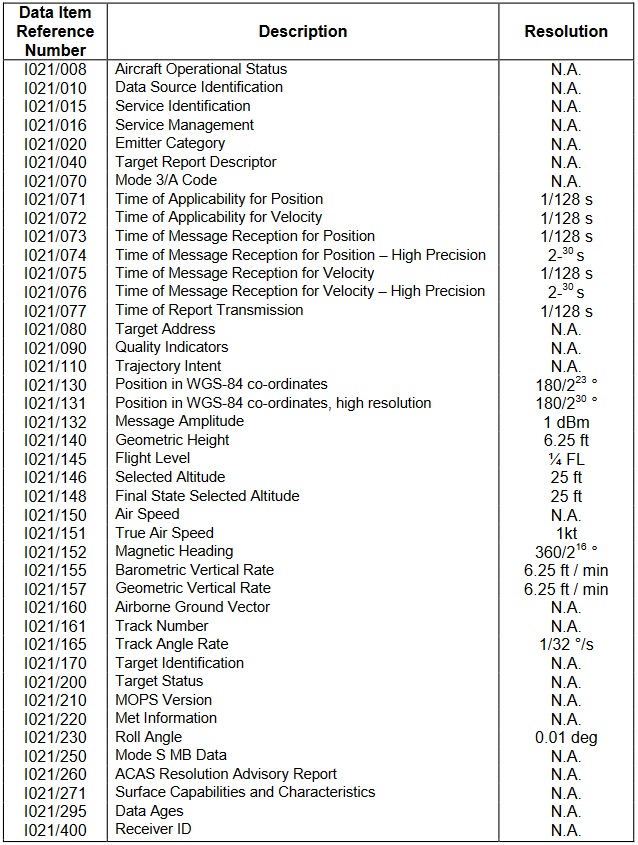 Data Item Reference Number Description Resolution
I021/008 Aircraft Operational Status N.A.
I021/010 Data Source Identification N.A.
I021/015 Service Identification N.A.
I021/016 Service Management N.A.
I021/020 Emitter Category N.A.
I021/040 Target Report Descriptor N.A.
I021/070 Mode 3/A Code N.A.
I021/071 Time of Applicability for Position 1/128 s
I021/072 Time of Applicability for Velocity 1/128 s
I021/073 Time of Message Reception for Position 1/128 s
I021/074 Time of Message Reception for Position – High Precision 2-³⁰ s
I021/075 Time of Message Reception for Velocity 1/128 s
I021/076 Time of Message Reception for Velocity – High Precision 2-³⁰ s
I021/077 Time of Report Transmission 1/128 s
I021/080 Target Address N.A.
I021/090 Quality Indicators N.A.
I021/110 Trajectory Intent N.A.
I021/130 Position in WGS-84 co-ordinates 180/2²³ °
I021/131 Position in WGS-84 co-ordinates, high resolution 180/2³⁰ °
I021/132 Message Amplitude 1 dBm
I021/140 Geometric Height 6.25 ft
I021/145 Flight Level ¼ FL
I021/146 Selected Altitude 25 ft
I021/148 Final State Selected Altitude 25 ft
I021/150 Air Speed N.A.
I021/151 True Air Speed 1kt
I021/152 Magnetic Heading 360/2¹⁶ °
I021/155 Barometric Vertical Rate 6.25 ft / min
I021/157 Geometric Vertical Rate 6.25 ft / min
I021/160 Airborne Ground Vector N.A.
I021/161 Track Number N.A.
I021/165 Track Angle Rate 1/32 °/s
I021/170 Target Identification N.A.
I021/200 Target Status N.A.
I021/210 MOPS Version N.A.
I021/220 Met Information N.A.
I021/230 Roll Angle 0.01 deg
I021/250 Mode S MB Data N.A.
I021/260 ACAS Resolution Advisory Report N.A.
I021/271 Surface Capabilities and Characteristics N.A.
I021/295 Data Ages N.A.
I021/400 Receiver ID N.A.